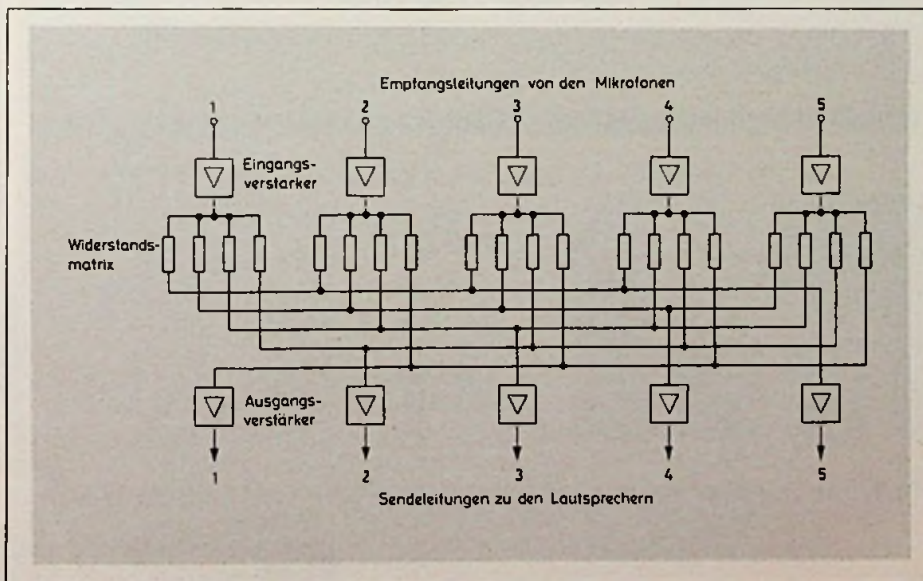 Empfangsleitungen von den Mikrofonen
1 2 3 4 5
Eingangs-
verstärker
Widerstands-
matrix
Ausgangs-
verstärker
1 2 3 4 5
Sendeleitungen zu den Lautsprechern